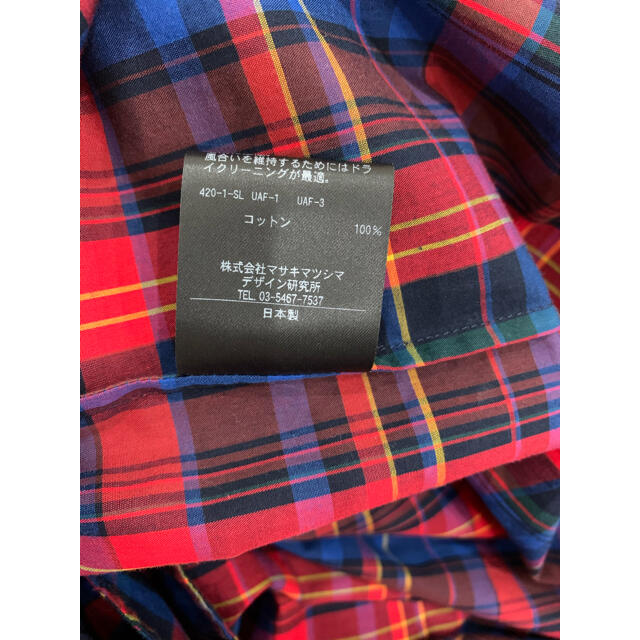 風合いを維持するためにはドラ
イクリーニングが最適。
420-1-SL UAF-1 UAF-3
コットン 100%
株式会社マサキマツシマ
デザイン研究所
TEL. 03-5467-7537
日本製